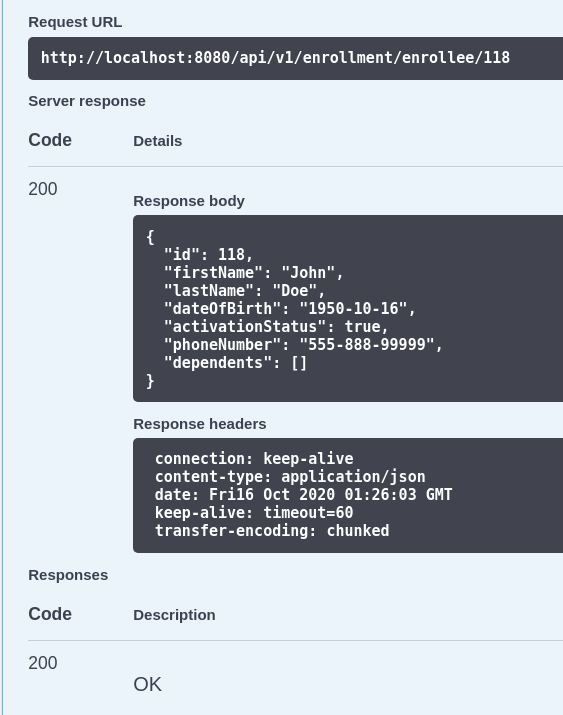 Request URL
http://localhost:8080/api/v1/enrollment/enrollee/118
Server response
Code Details
200
Response body
{
  "id": 118,
  "firstName": "John",
  "lastName": "Doe",
  "dateOfBirth": "1950-10-16",
  "activationStatus": true,
  "phoneNumber": "555-888-99999",
  "dependents": []
}
Response headers
connection: keep-alive
content-type: application/json
date: Fri16 Oct 2020 01:26:03 GMT
keep-alive: timeout=60
transfer-encoding: chunked
Responses
Code Description
200
OK